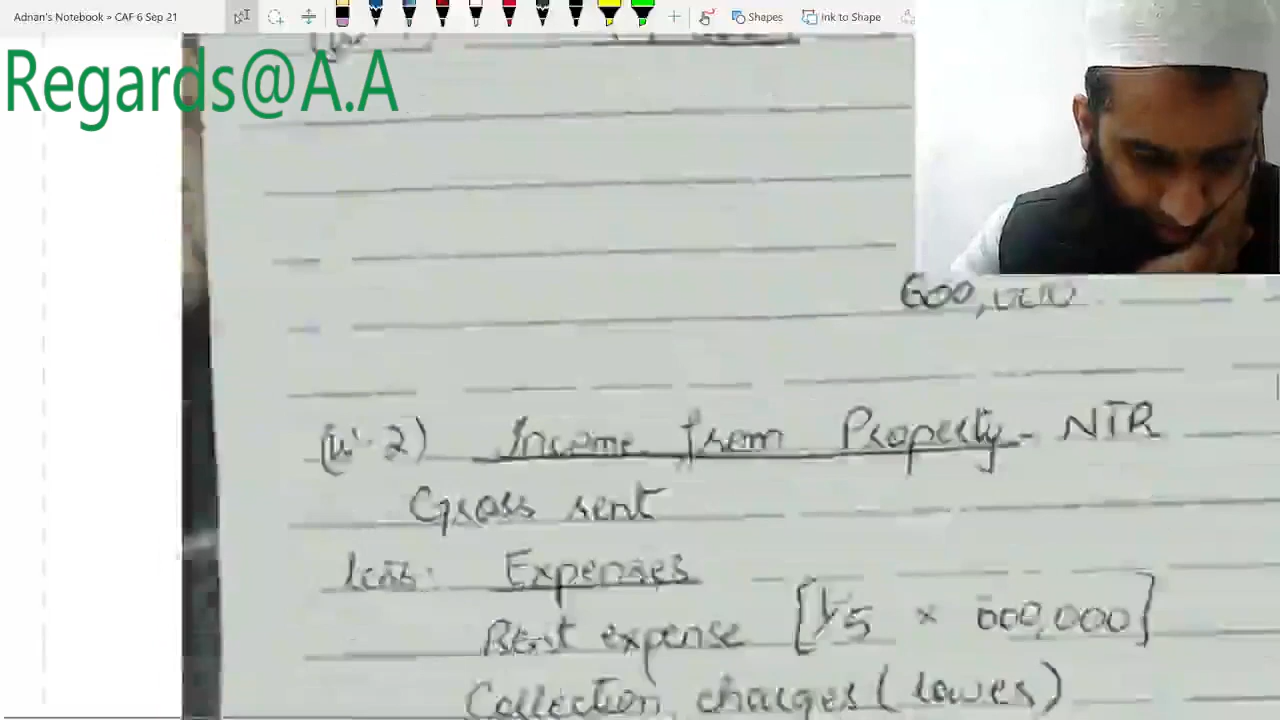 Adnan's Notebook » CAF 6 Sep 21
Shapes
Ink to Shape
Regards@A.A
600,000
(W-2) Income from Property - NTR
Gross rent
Less: Expenses
Rent expense [1/5 × 600,000]
Collection charges (lower)